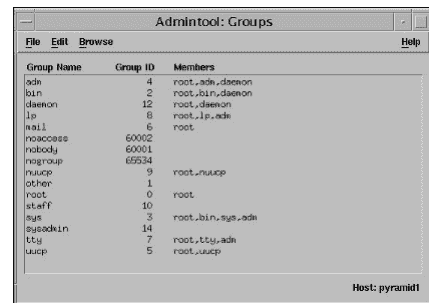 Admintool: Groups
File Edit Browse Help
Group Name Group ID Members
adm 4 root,adm,daemon
bin 2 root,bin,daemon
daemon 12 root,daemon
lp 8 root,lp,adm
mail 6 root
noaccess 60002
nobody 60001
nogroup 65534
nuucp 9 root,nuucp
other 1
root 0 root
staff 10
sys 3 root,bin,sys,adm
sysadmin 14
tty 7 root,tty,adm
uucp 5 root,uucp
Host: pyramid1